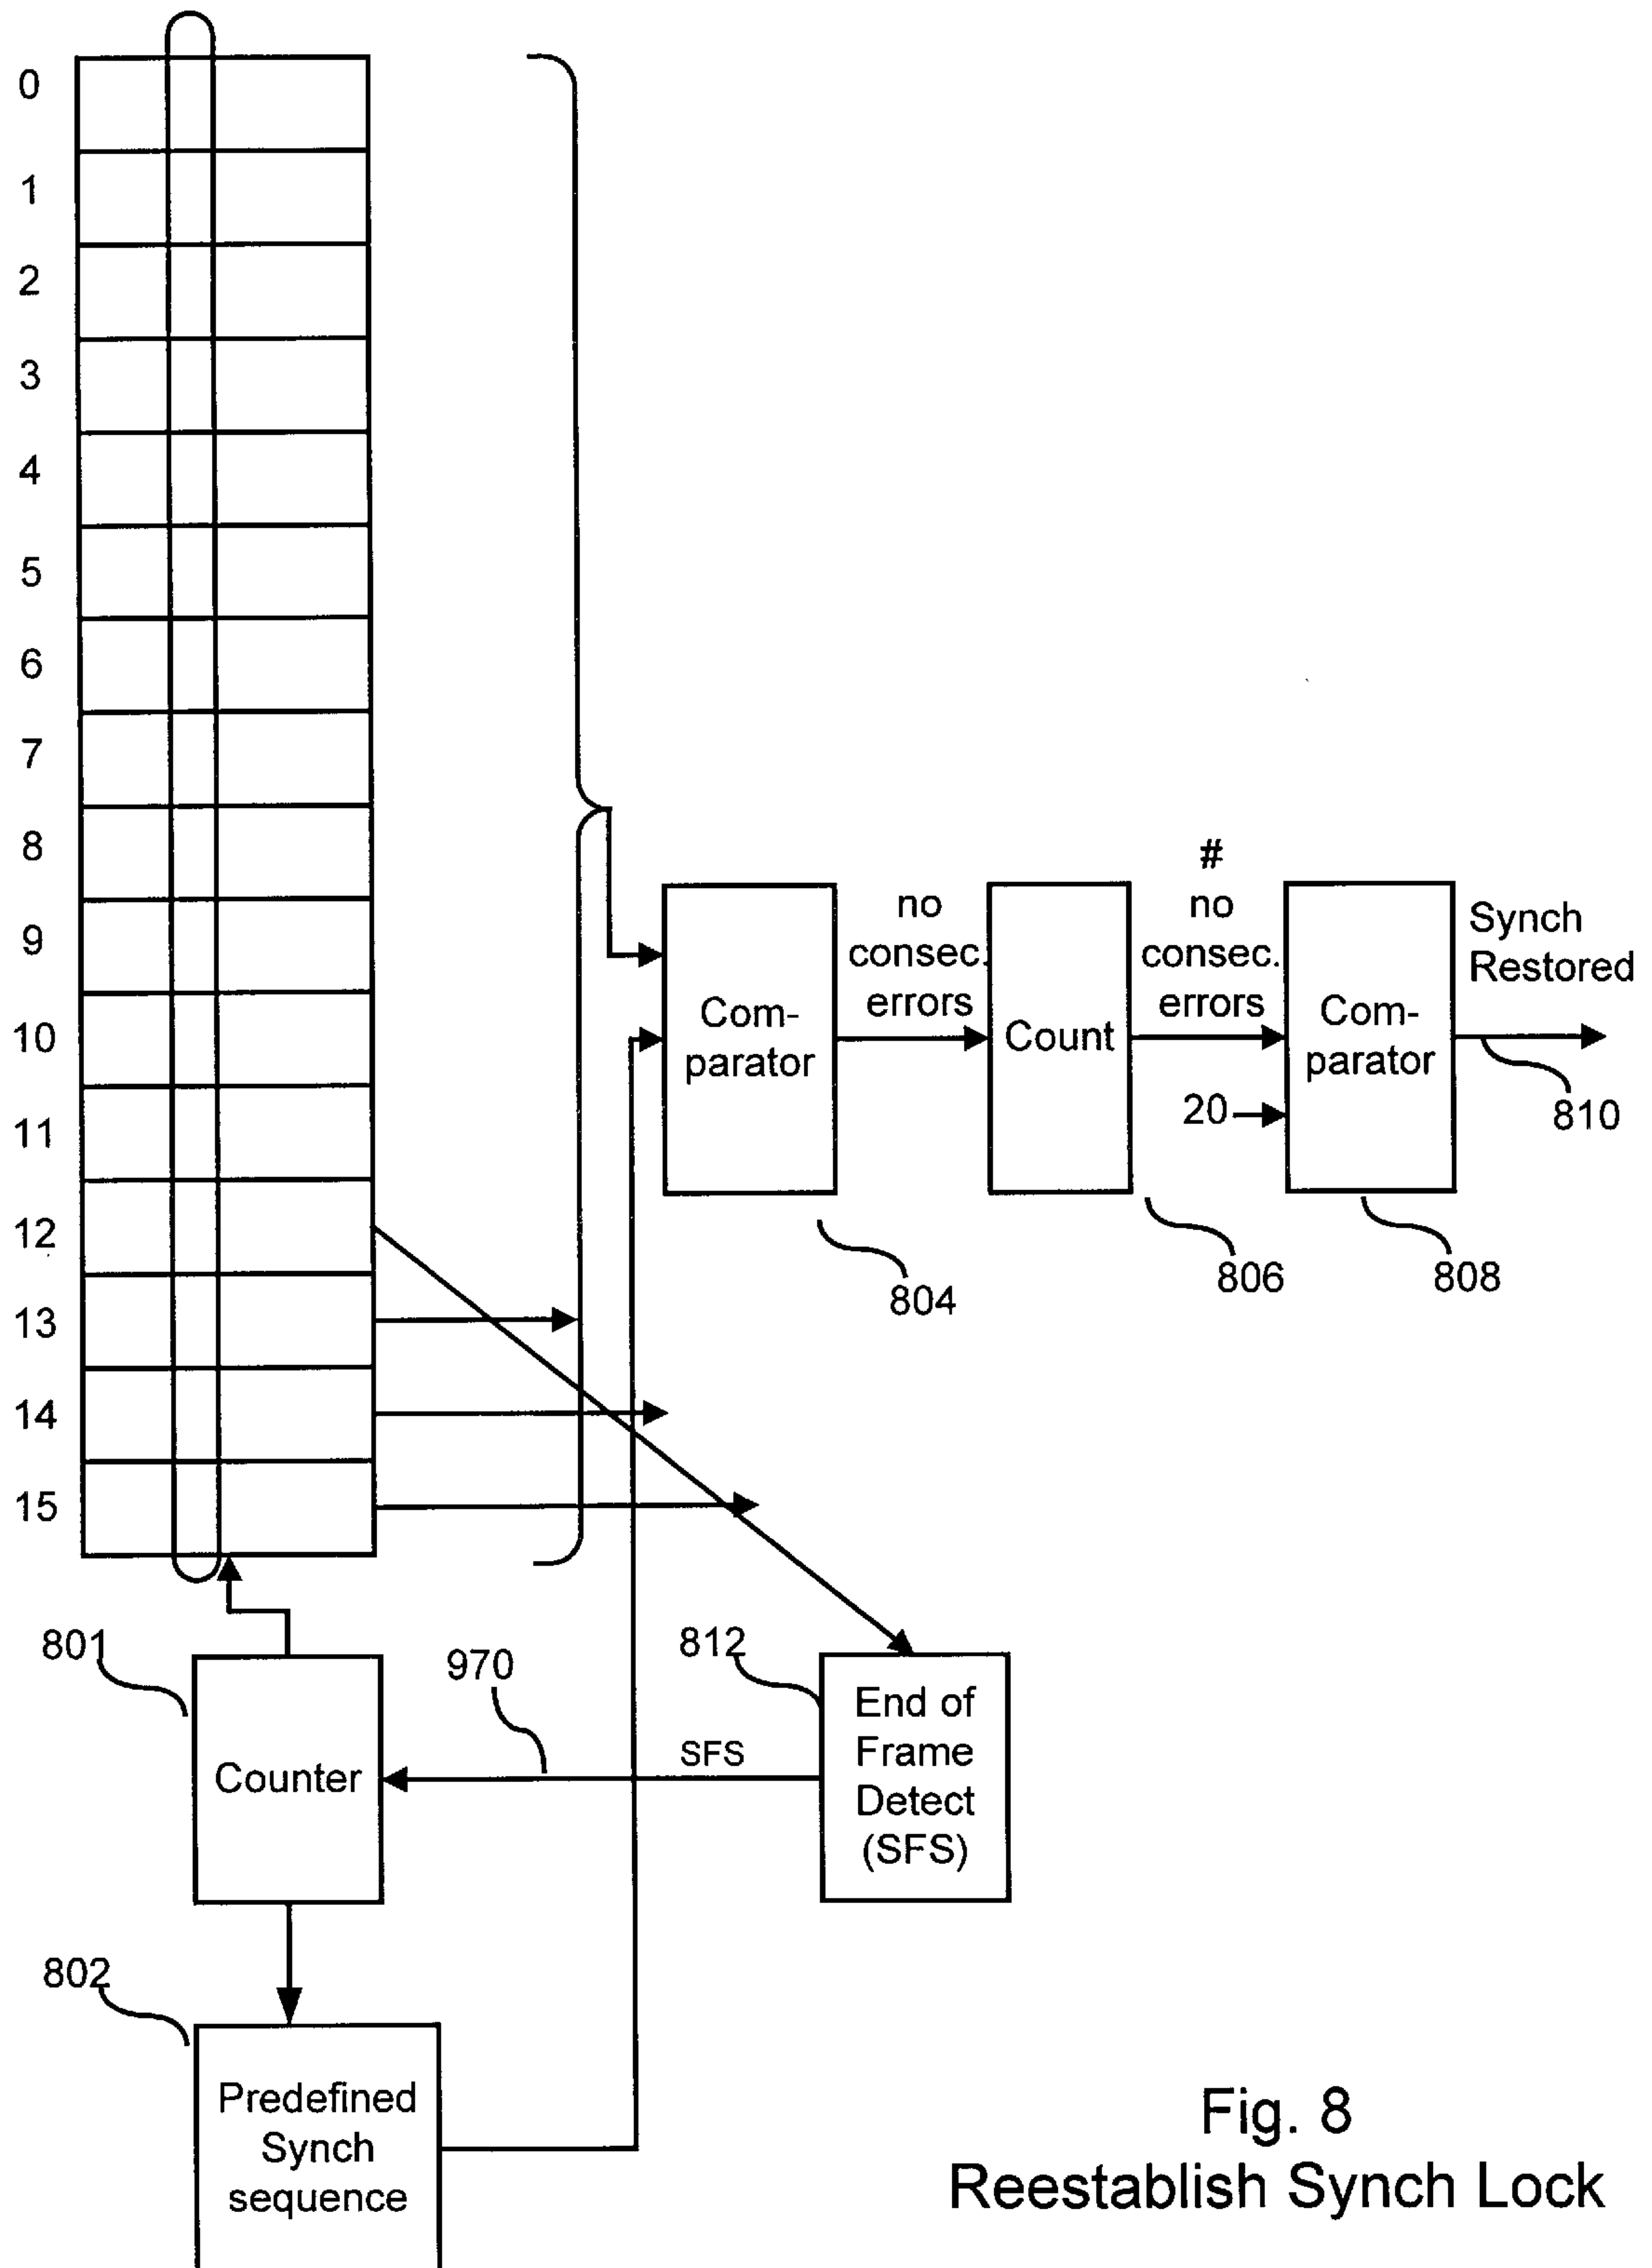 0
1
2
3
4
5
6
7
8
9
10
11
12
13
14
15
Com-
parator
804
no
consec.
errors
Count
806
#
no
consec.
errors
20
Com-
parator
808
Synch
Restored
810
801
Counter
970
SFS
812
End of
Frame
Detect
(SFS)
802
Predefined
Synch
sequence
Fig. 8
Reestablish Synch Lock